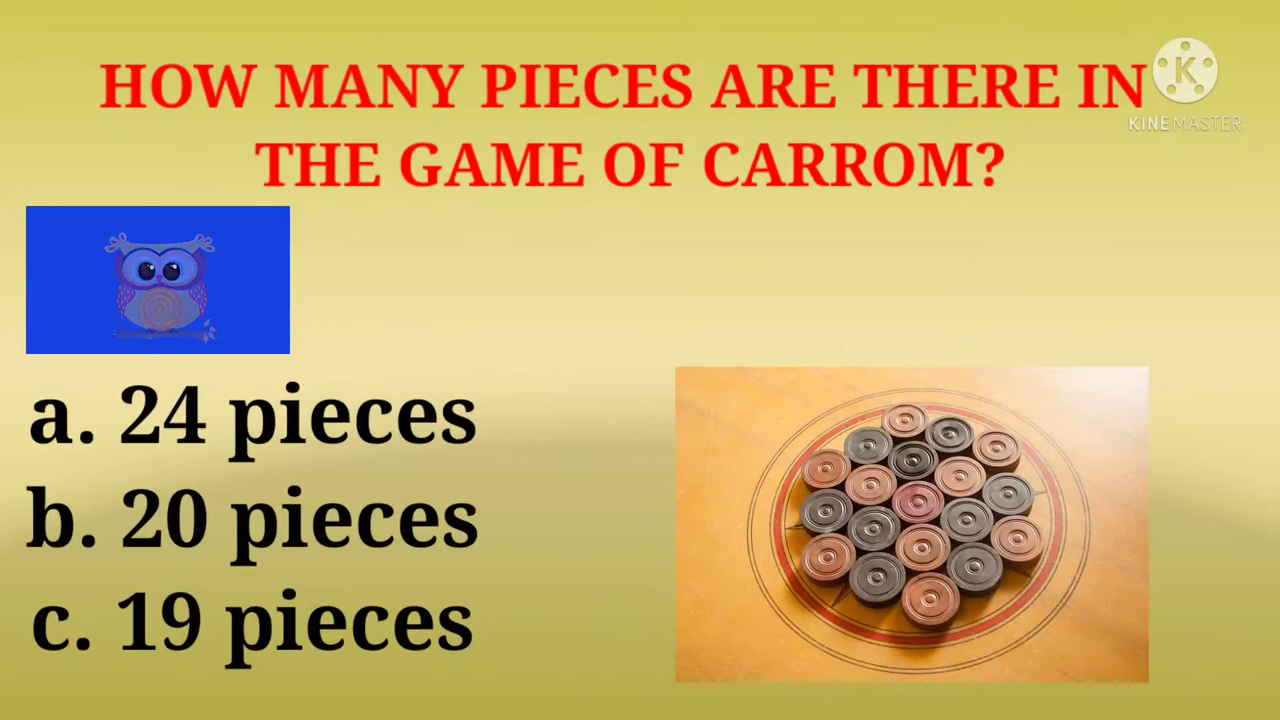 HOW MANY PIECES ARE THERE IN
THE GAME OF CARROM?
K
KINEMASTER
a. 24 pieces
b. 20 pieces
c. 19 pieces